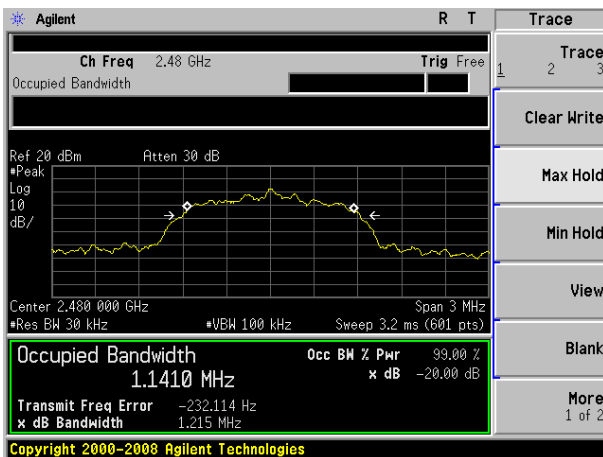 Agilent R T Trace
Ch Freq 2.48 GHz Trig Free
Occupied Bandwidth
Trace
1 2 3
Clear Write
Max Hold
Min Hold
View
Blank
More
1 of 2
Ref 20 dBm Atten 30 dB
#Peak
Log
10
dB/
Center 2.480 000 GHz Span 3 MHz
#Res BW 30 kHz #VBW 100 kHz Sweep 3.2 ms (601 pts)
Occupied Bandwidth
1.1410 MHz
Occ BW % Pwr 99.00 %
x dB -20.00 dB
Transmit Freq Error -232.114 Hz
x dB Bandwidth 1.215 MHz
Copyright 2000-2008 Agilent Technologies